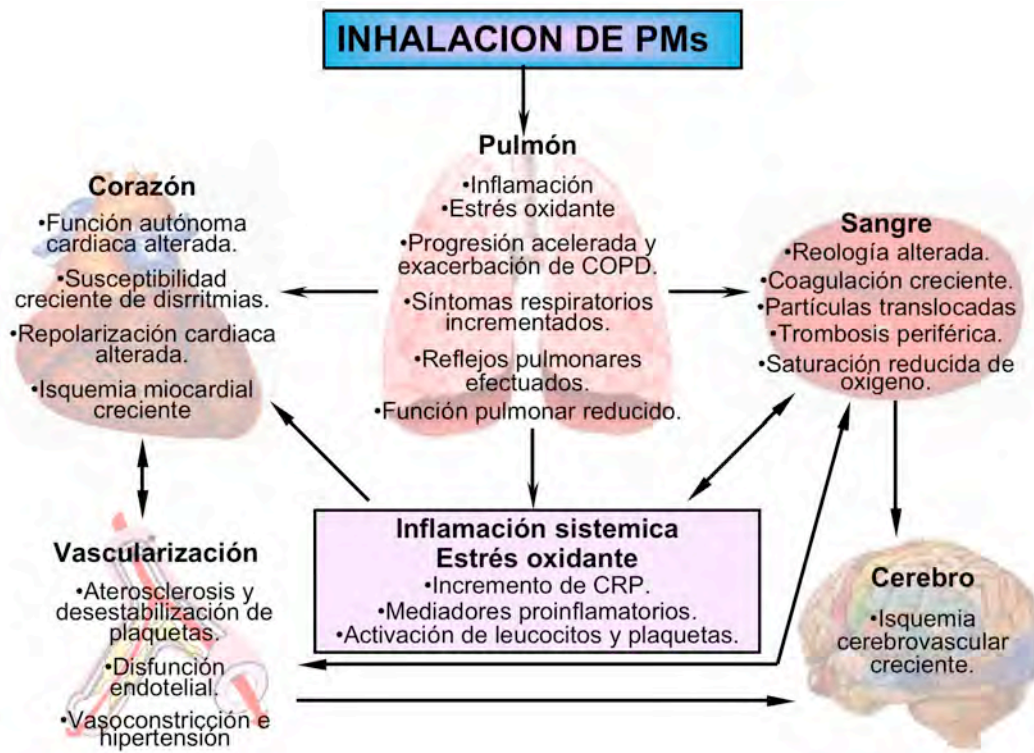 INHALACION DE PMs
Pulmón
•Inflamación
•Estrés oxidante
•Progresión acelerada y
exacerbación de COPD.
•Síntomas respiratorios
incrementados.
•Reflejos pulmonares
efectuados.
•Función pulmonar reducido.
Corazón
•Función autónoma
cardiaca alterada.
•Susceptibilidad
creciente de disrritmias.
•Repolarización cardiaca
alterada.
•Isquemia miocardial
creciente
Sangre
•Reología alterada.
•Coagulación creciente.
•Partículas translocadas
•Trombosis periférica.
•Saturación reducida de
oxigeno.
Vascularización
•Aterosclerosis y
desestabilización de
plaquetas.
•Disfunción
endotelial.
•Vasoconstricción e
hipertensión
Inflamación sistemica
Estrés oxidante
•Incremento de CRP.
•Mediadores proinflamatorios.
•Activación de leucocitos y plaquetas.
Cerebro
•Isquemia
cerebrovascular
creciente.